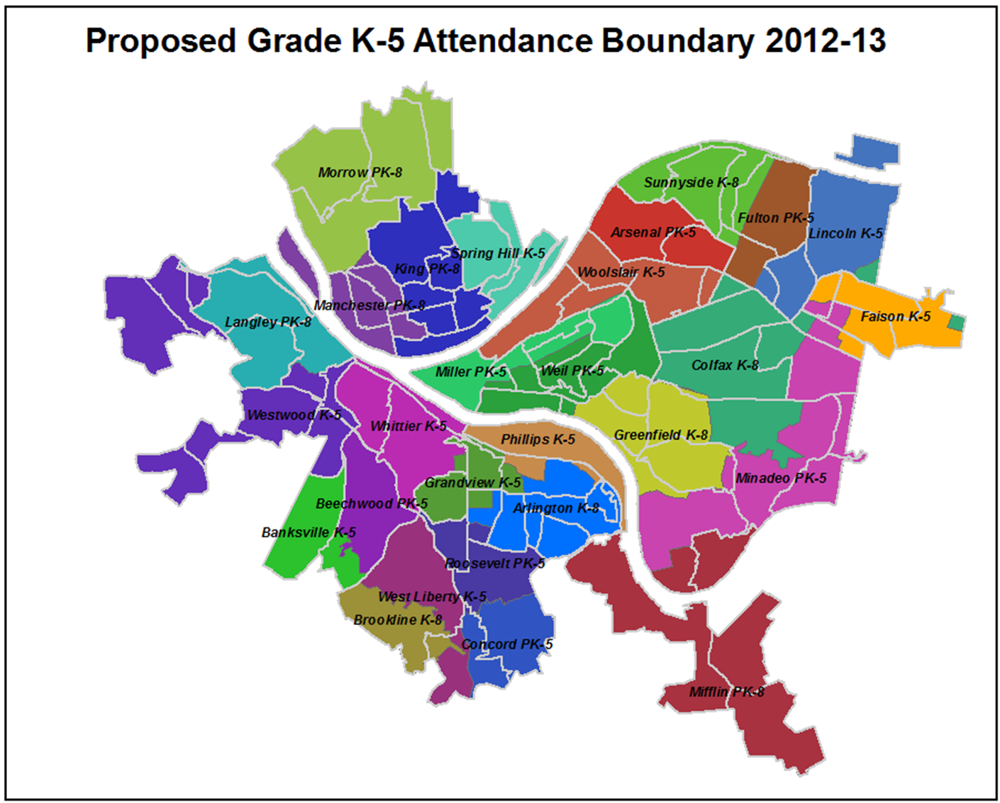 Proposed Grade K-5 Attendance Boundary 2012-13
Morrow PK-8
Sunnyside K-8
Fulton PK-5
Arsenal PK-5
Lincoln K-5
Spring Hill K-5
King PK-8
Woolslair K-5
Manchester PK-8
Faison K-5
Langley PK-8
Colfax K-8
Miller PK-5
Weil PK-5
Westwood K-5
Whittier K-5
Greenfield K-8
Phillips K-5
Minadeo PK-5
Grandview K-5
Beechwood PK-5
Arlington K-8
Banksville K-5
Roosevelt PK-5
West Liberty K-5
Brookline K-8
Concord PK-5
Mifflin PK-8